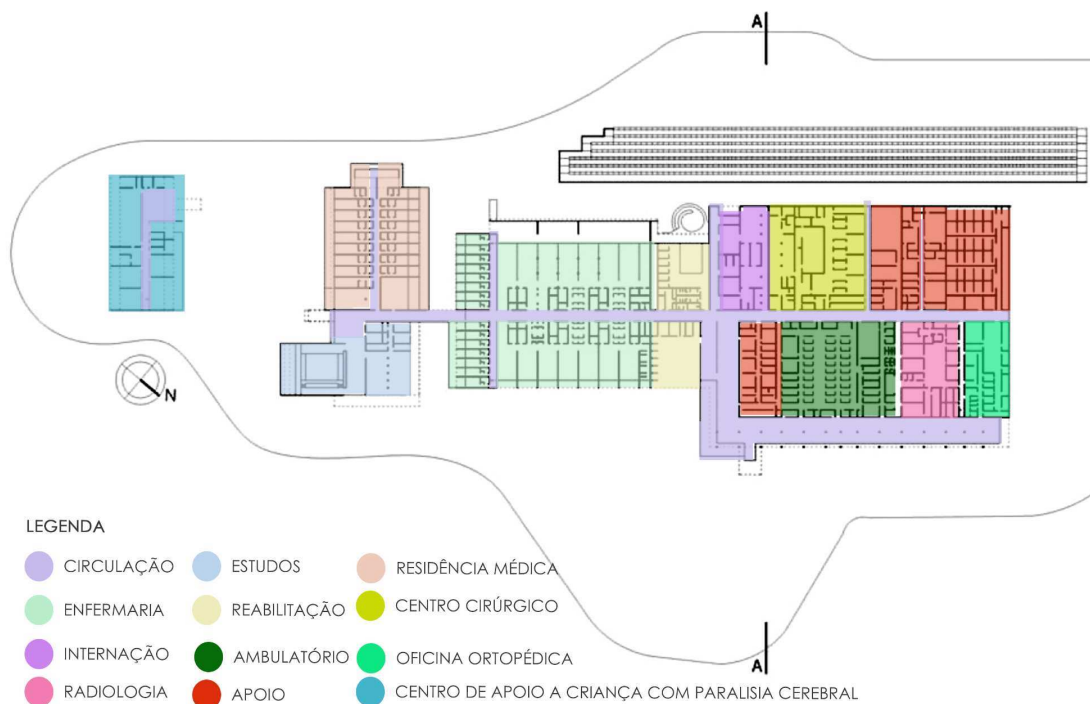 A
N
LEGENDA
CIRCULAÇÃO
ESTUDOS
RESIDÊNCIA MÉDICA
ENFERMARIA
REABILITAÇÃO
CENTRO CIRÚRGICO
INTERNAÇÃO
AMBULATÓRIO
OFICINA ORTOPÉDICA
RADIOLOGIA
APOIO
CENTRO DE APOIO A CRIANÇA COM PARALISIA CEREBRAL
A